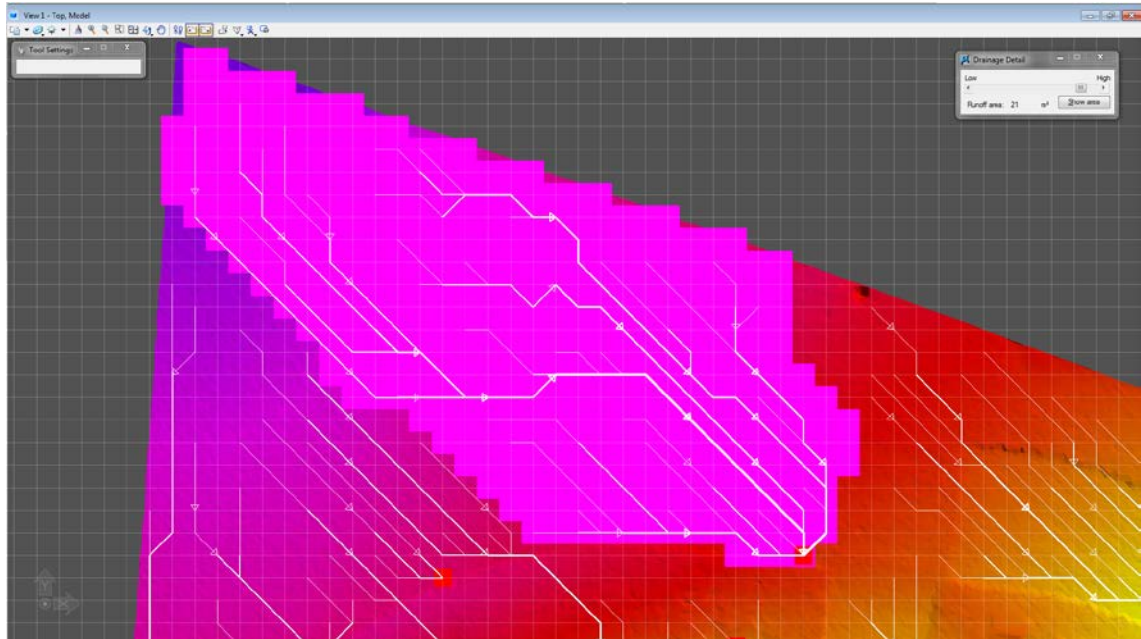 View 1 - Top, Model
Tool Settings
Drainage Detail
Low High
Runoff area: 21 m² Show area